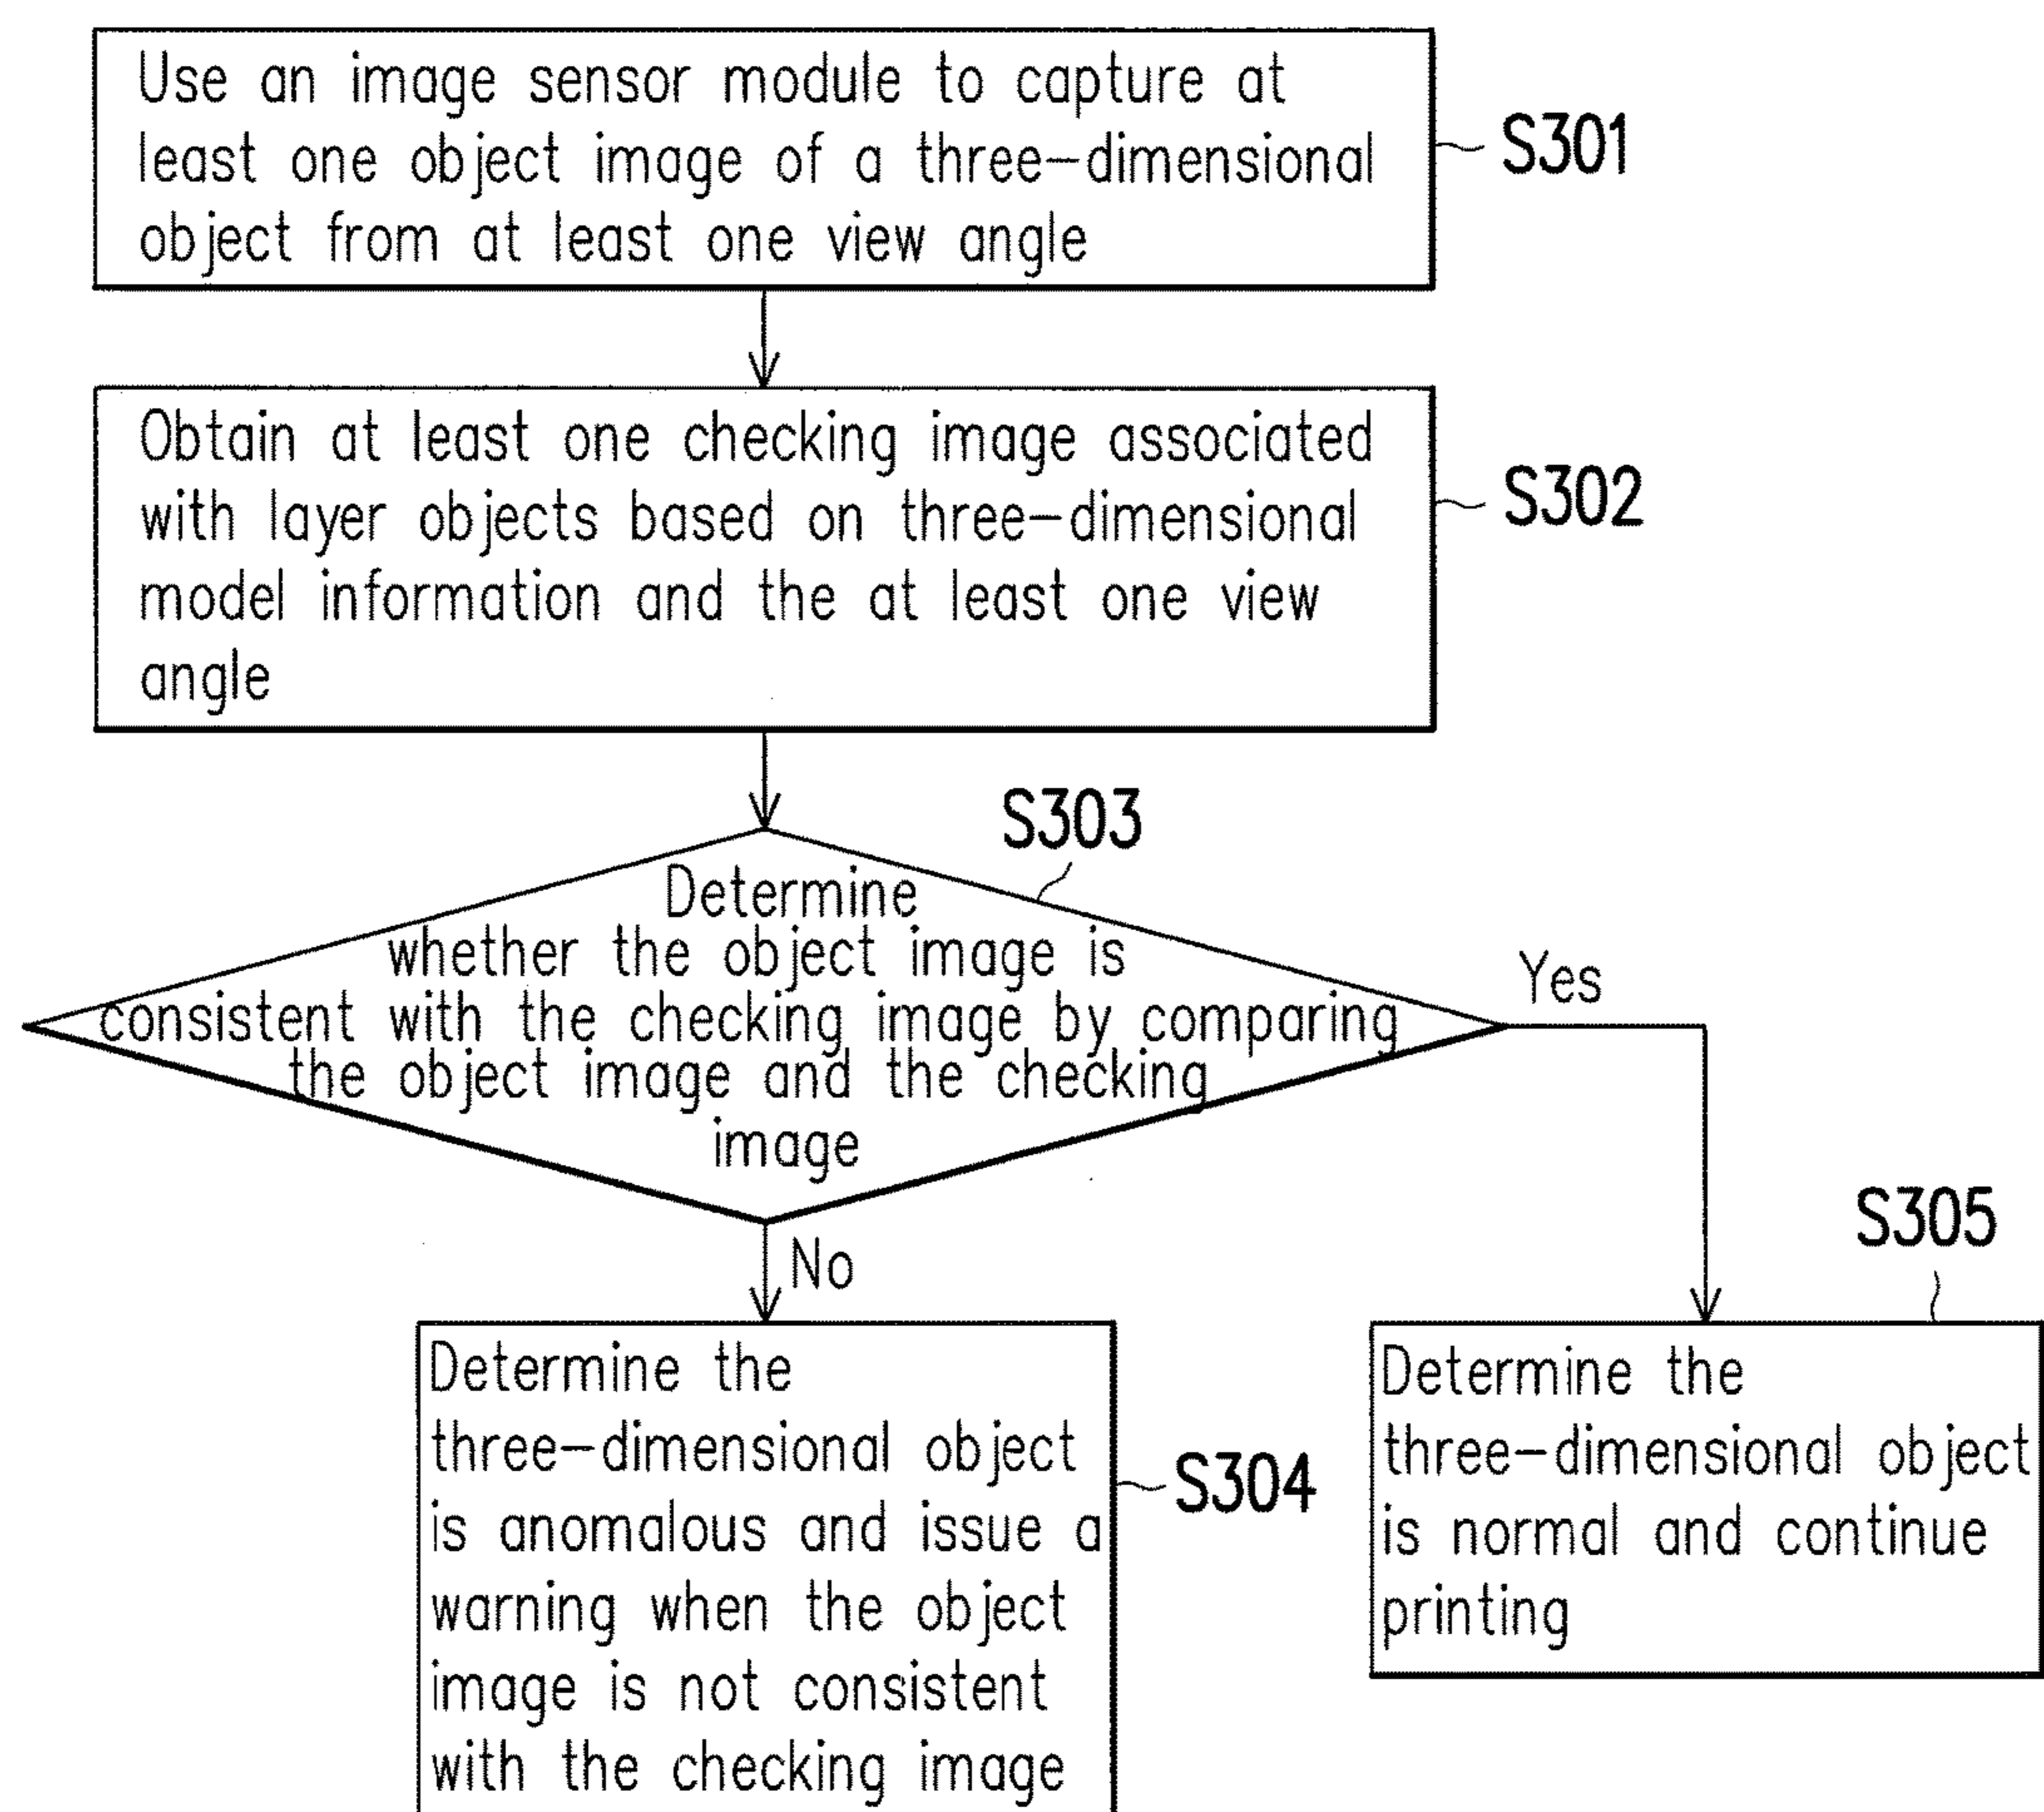 Use an image sensor module to capture at
least one object image of a three-dimensional
object from at least one view angle
S301
Obtain at least one checking image associated
with layer objects based on three-dimensional
model information and the at least one view
angle
S302
S303
Determine
whether the object image is
consistent with the checking image by comparing
the object image and the checking
image
Yes
No
S305
Determine the
three-dimensional object
is anomalous and issue a
warning when the object
image is not consistent
with the checking image
S304
Determine the
three-dimensional object
is normal and continue
printing